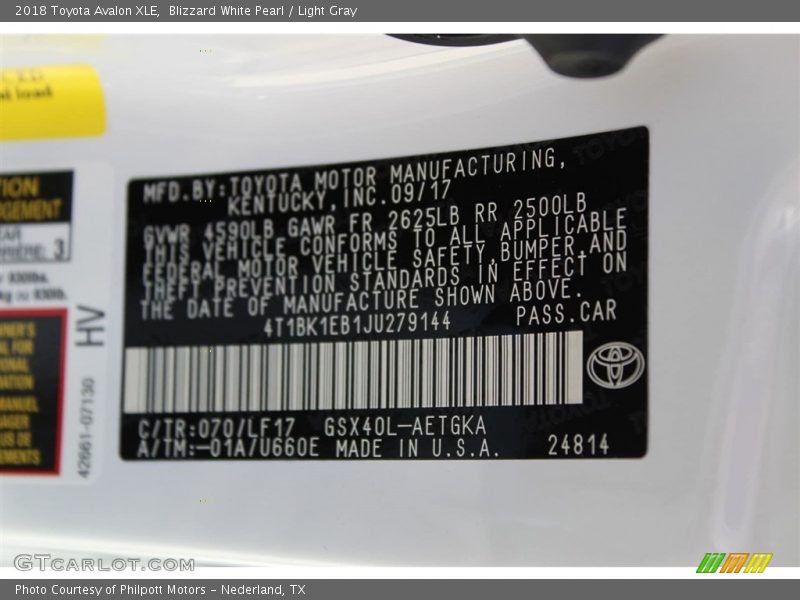 2018 Toyota Avalon XLE,  Blizzard White Pearl / Light Gray
MFD.BY:TOYOTA MOTOR MANUFACTURING,
KENTUCKY,INC.09/17
GVWR 4590LB GAWR FR 2625LB RR 2500LB
THIS VEHICLE CONFORMS TO ALL APPLICABLE
FEDERAL MOTOR VEHICLE SAFETY,BUMPER,AND
THEFT PREVENTION STANDARDS IN EFFECT ON
THE DATE OF MANUFACTURE SHOWN ABOVE.
4T1BK1EB1JU279144 PASS.CAR
C/TR:070/LF17 GSX40L-AETGKA
A/TM:-01A/U660E MADE IN U.S.A. 24814
3
HV
42661-07130
GTCARLOT.COM
Photo Courtesy of Philpott Motors - Nederland, TX